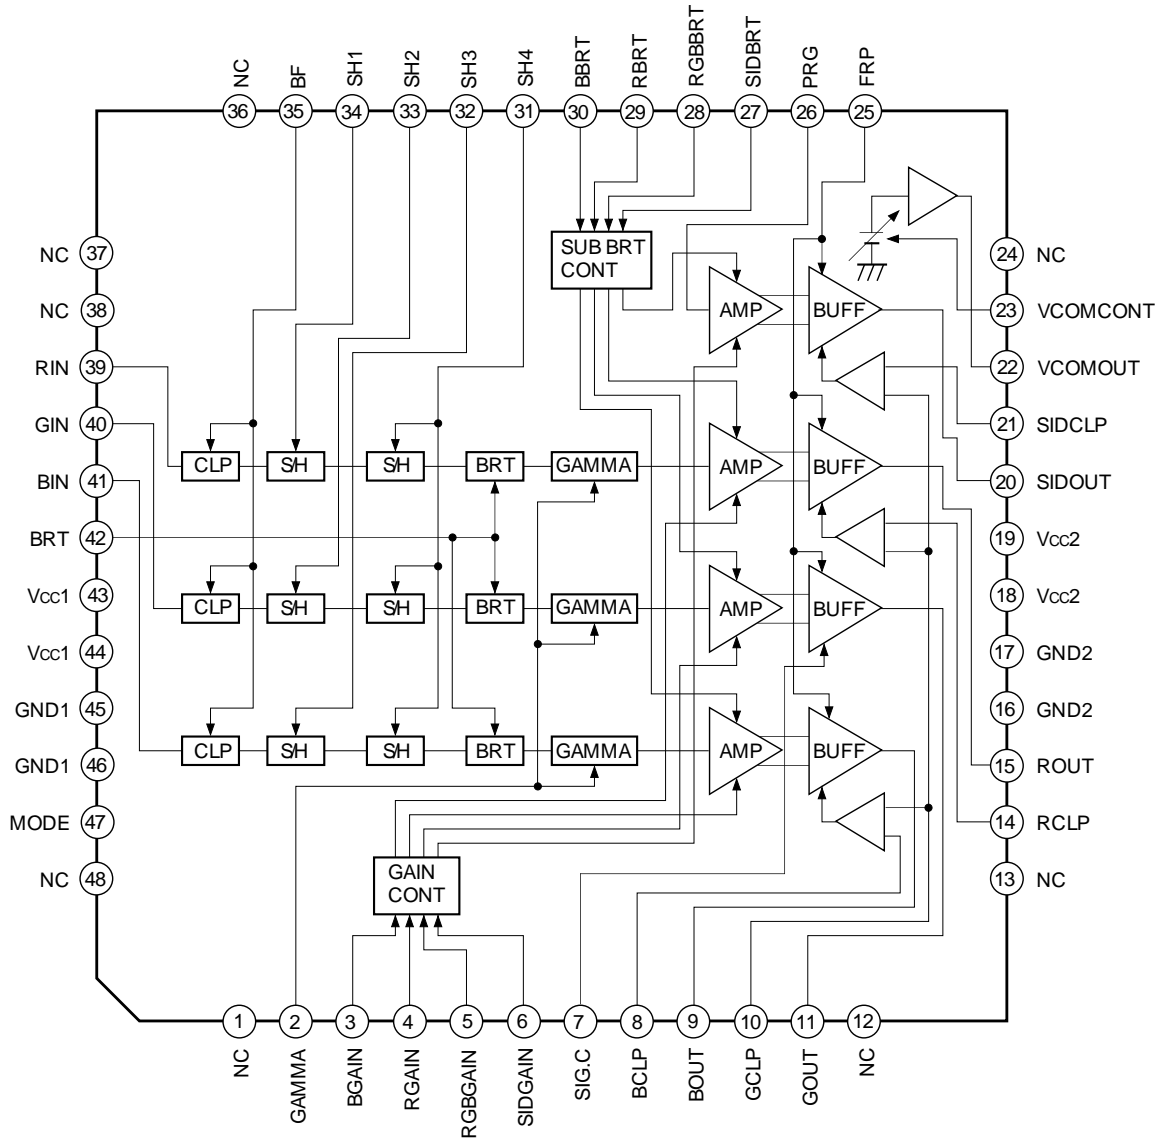 NC
BF
SH1
SH2
SH3
SH4
BBRT
RBRT
RGBBRT
SIDBRT
PRG
FRP
36
35
34
33
32
31
30
29
28
27
26
25
NC 37
NC 38
RIN 39
GIN 40
BIN 41
BRT 42
Vcc1 43
Vcc1 44
GND1 45
GND1 46
MODE 47
NC 48
SUB BRT
CONT
AMP
BUFF
CLP
S/H
S/H
BRT
GAMMA
AMP
BUFF
CLP
S/H
S/H
BRT
GAMMA
AMP
BUFF
CLP
S/H
S/H
BRT
GAMMA
AMP
BUFF
GAIN
CONT
24 NC
23 VCOMCONT
22 VCOMOUT
21 SIDCLP
20 SIDOUT
19 Vcc2
18 Vcc2
17 GND2
16 GND2
15 ROUT
14 RCLP
13 NC
1
2
3
4
5
6
7
8
9
10
11
12
NC
GAMMA
BGAIN
RGAIN
RGBGAIN
SIDGAIN
SIG.C
BCLP
BOUT
GCLP
GOUT
NC